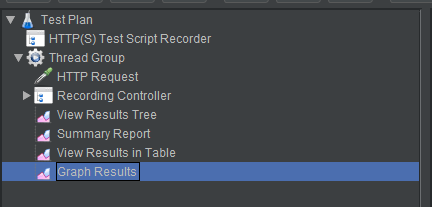 Test Plan
HTTP(S) Test Script Recorder
Thread Group
HTTP Request
Recording Controller
View Results Tree
Summary Report
View Results in Table
Graph Results